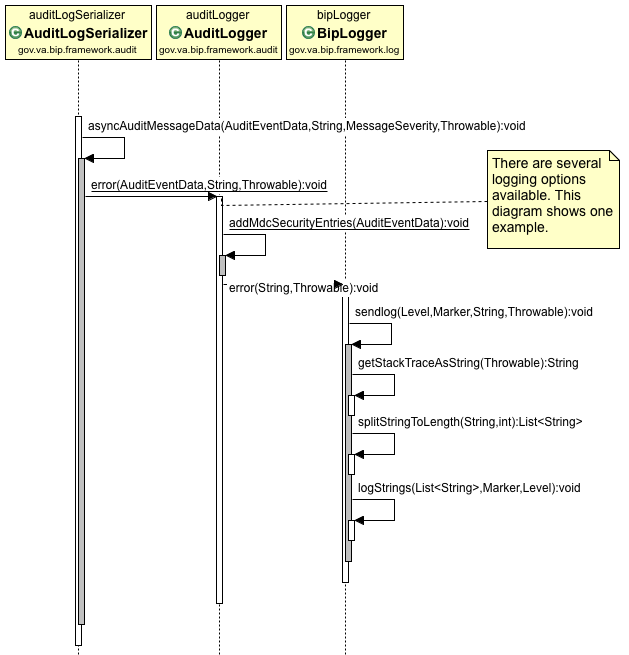 auditLogSerializer
C AuditLogSerializer
gov.va.bip.framework.audit
auditLogger
C AuditLogger
gov.va.bip.framework.audit
bipLogger
C BipLogger
gov.va.bip.framework.log
asyncAuditMessageData(AuditEventData,String,MessageSeverity,Throwable):void
There are several
logging options
available. This
diagram shows one
example.
error(AuditEventData,String,Throwable):void
addMdcSecurityEntries(AuditEventData):void
error(String,Throwable):void
sendlog(Level,Marker,String,Throwable):void
getStackTraceAsString(Throwable):String
splitStringToLength(String,int):List<String>
logStrings(List<String>,Marker,Level):void